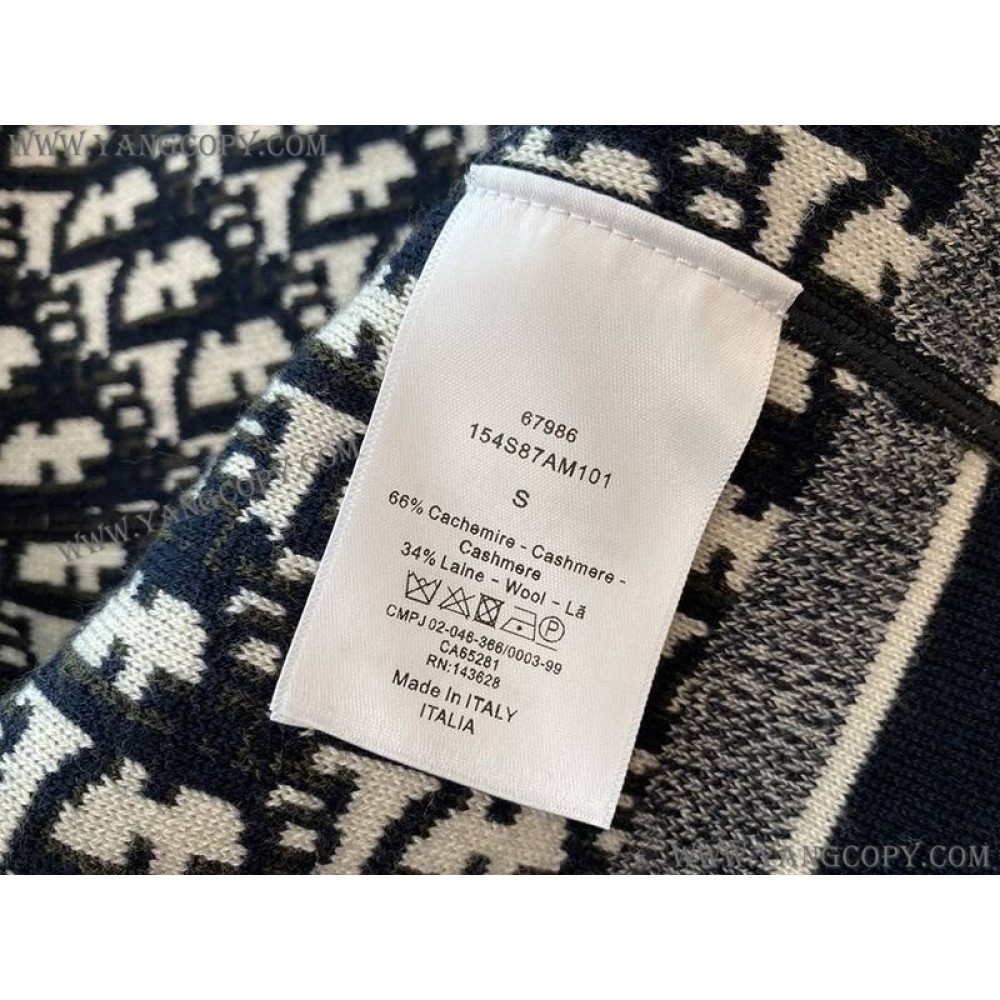 WWW.YANGCOPY.COM
67986
154S87AM101
S
66% Cachemire - Cashmere -
Cashmere
34% Laine - Wool - Lã
CMPJ 02-046-366/0003-99
CA65281
RN:143628
Made In ITALY
ITALIA
WWW.YANGCOPY.COM
WWW.YANGCOPY.COM